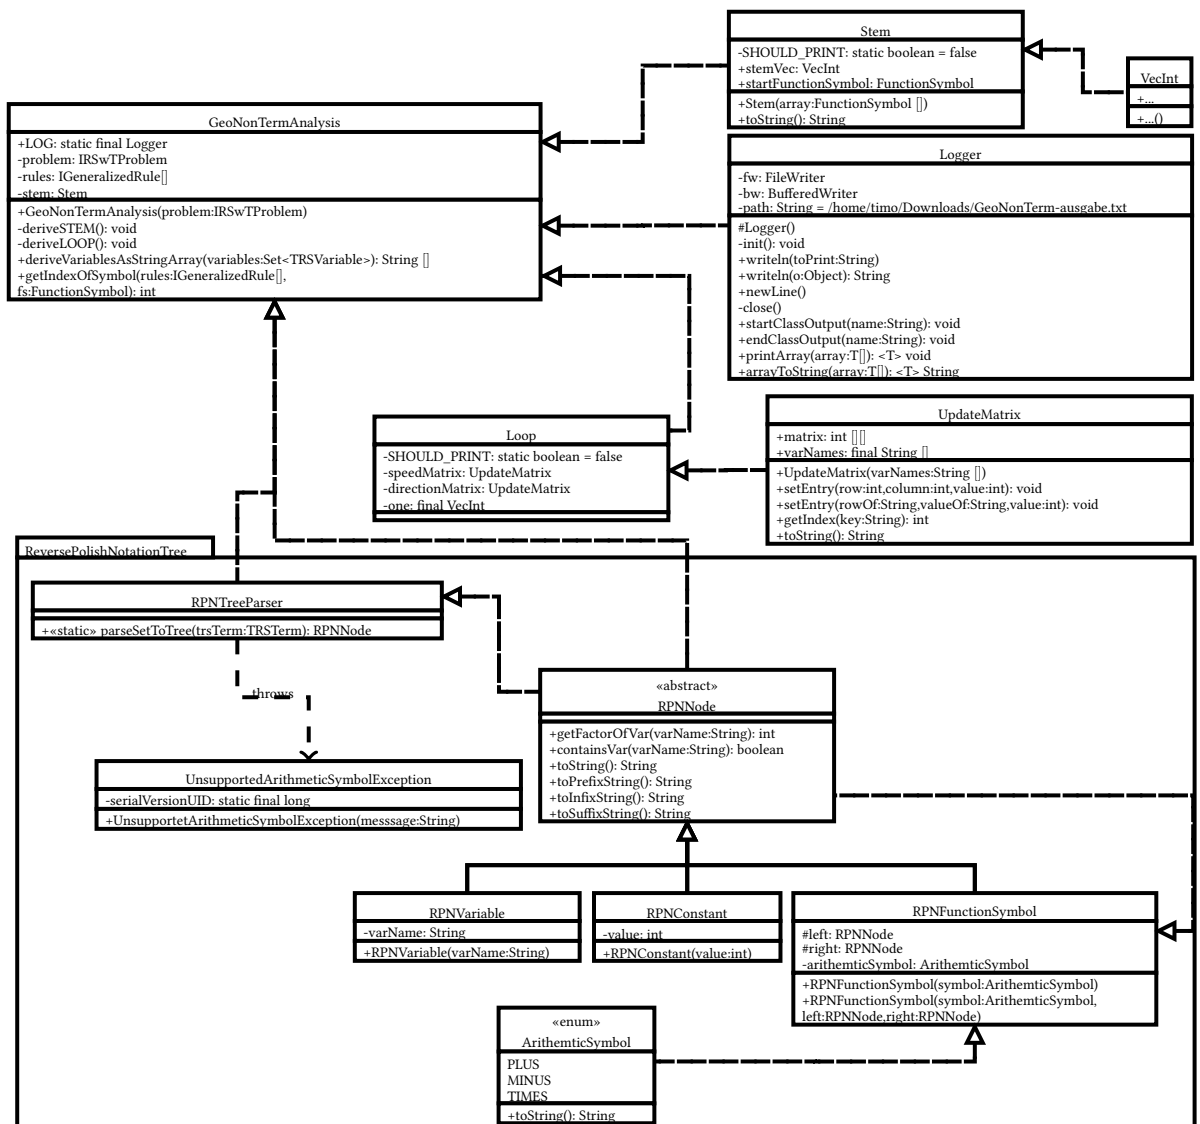 Stem
-SHOULD_PRINT: static boolean = false
+stemVec: VecInt
+startFunctionSymbol: FunctionSymbol
+Stem(array:FunctionSymbol [])
+toString(): String
VecInt
+...
+...()
GeoNonTermAnalysis
+LOG: static final Logger
-problem: IRSwTProblem
-rules: IGeneralizedRule[]
-stem: Stem
+GeoNonTermAnalysis(problem:IRSwTProblem)
-deriveSTEM(): void
-deriveLOOP(): void
+deriveVariablesAsStringArray(variables:Set<TRSVariable>): String []
+getIndexOfSymbol(rules:IGeneralizedRule[],
fs:FunctionSymbol): int
Logger
-fw: FileWriter
-bw: BufferedWriter
-path: String = /home/timo/Downloads/GeoNonTerm-ausgabe.txt
#Logger()
-init(): void
+writeln(toPrint:String)
+writeln(o:Object): String
+newLine()
-close()
+startClassOutput(name:String): void
+endClassOutput(name:String): void
+printArray(array:T[]): <T> void
+arrayToString(array:T[]): <T> String
Loop
-SHOULD_PRINT: static boolean = false
-speedMatrix: UpdateMatrix
-directionMatrix: UpdateMatrix
-one: final VecInt
UpdateMatrix
+matrix: int [][]
+varNames: final String []
+UpdateMatrix(varNames:String [])
+setEntry(row:int,column:int,value:int): void
+setEntry(rowOf:String,valueOf:String,value:int): void
+getIndex(key:String): int
+toString(): String
ReversePolishNotationTree
RPNTreeParser
+«static» parseSetToTree(trsTerm:TRSTerm): RPNNode
throws
UnsupportedArithmeticSymbolException
-serialVersionUID: static final long
+UnsupportetArithmeticSymbolException(messsage:String)
«abstract»
RPNNode
+getFactorOfVar(varName:String): int
+containsVar(varName:String): boolean
+toString(): String
+toPrefixString(): String
+toInfixString(): String
+toSuffixString(): String
RPNVariable
-varName: String
+RPNVariable(varName:String)
RPNConstant
-value: int
+RPNConstant(value:int)
RPNFunctionSymbol
#left: RPNNode
#right: RPNNode
-arithemticSymbol: ArithemticSymbol
+RPNFunctionSymbol(symbol:ArithemticSymbol)
+RPNFunctionSymbol(symbol:ArithemticSymbol,
left:RPNNode,right:RPNNode)
«enum»
ArithemticSymbol
PLUS
MINUS
TIMES
+toString(): String